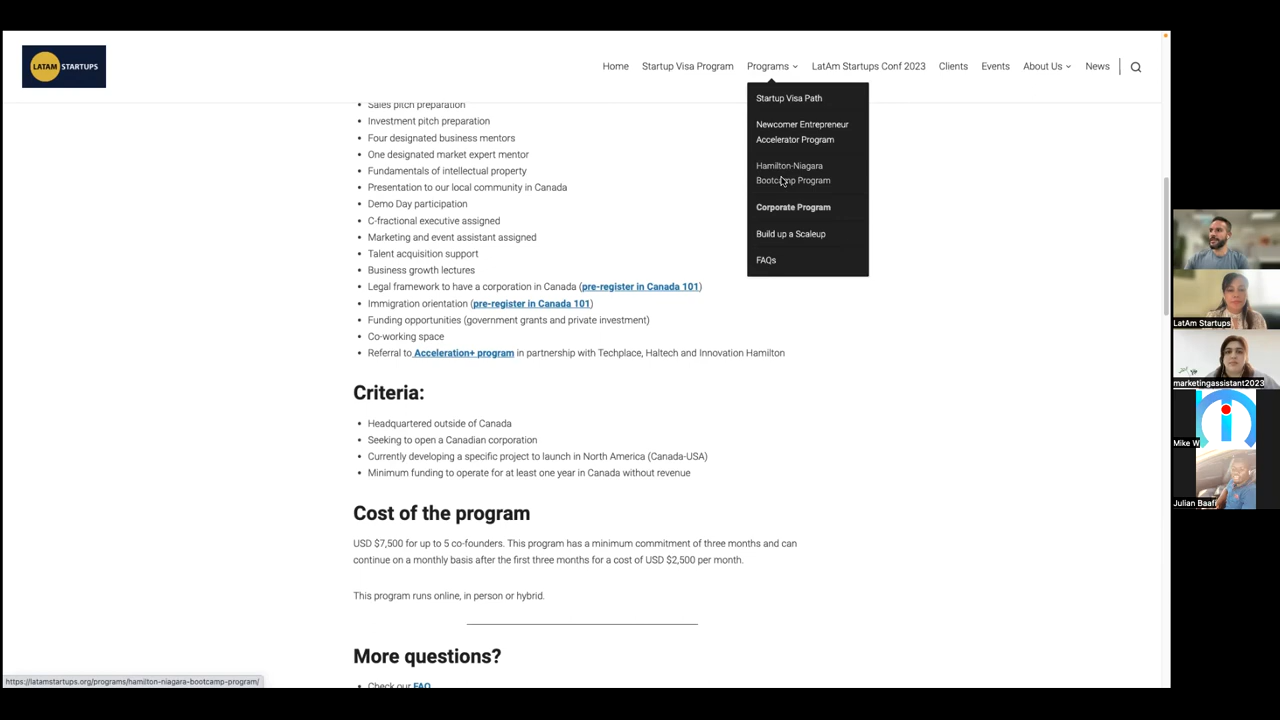 LATAM STARTUPS
Home Startup Visa Program Programs LatAm Startups Conf 2023 Clients Events About Us News
Startup Visa Path
Newcomer Entrepreneur
Accelerator Program
Hamilton-Niagara
Bootcamp Program
Corporate Program
Build up a Scaleup
FAQs
Sales pitch preparation
Investment pitch preparation
Four designated business mentors
One designated market expert mentor
Fundamentals of intellectual property
Presentation to our local community in Canada
Demo Day participation
C-fractional executive assigned
Marketing and event assistant assigned
Talent acquisition support
Business growth lectures
Legal framework to have a corporation in Canada (pre-register in Canada 101)
Immigration orientation (pre-register in Canada 101)
Funding opportunities (government grants and private investment)
Co-working space
Referral to Acceleration+ program in partnership with Techplace, Haltech and Innovation Hamilton
Criteria:
Headquartered outside of Canada
Seeking to open a Canadian corporation
Currently developing a specific project to launch in North America (Canada-USA)
Minimum funding to operate for at least one year in Canada without revenue
Cost of the program
USD $7,500 for up to 5 co-founders. This program has a minimum commitment of three months and can
continue on a monthly basis after the first three months for a cost of USD $2,500 per month.
This program runs online, in person or hybrid.
More questions?
Check our FAQ
https://latamstartups.org/programs/hamilton-niagara-bootcamp-program/
LatAm Startups
marketingassistant2023
Mike W
Julian Baafi